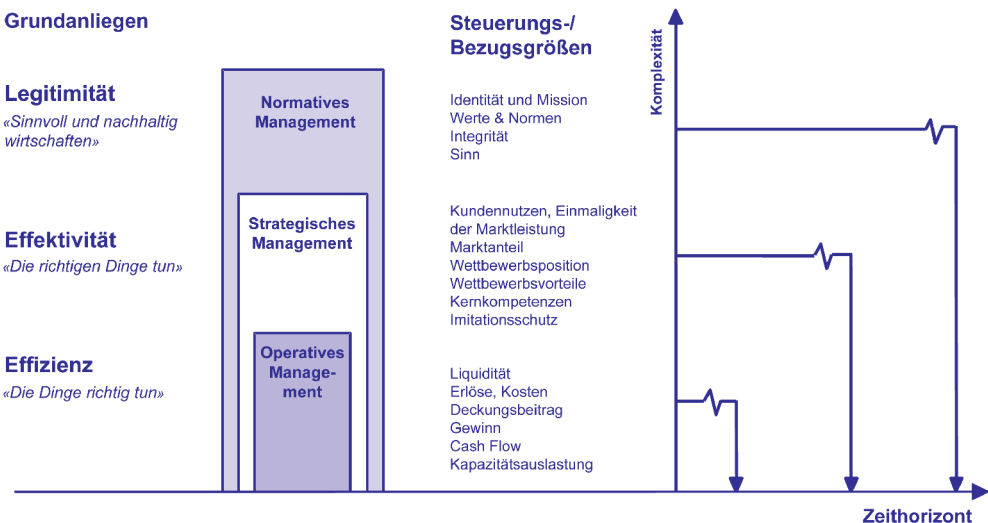 Grundanliegen
Steuerungs-/
Bezugsgrößen
Komplexität
Legitimität
«Sinnvoll und nachhaltig
wirtschaften»
Normatives
Management
Identität und Mission
Werte & Normen
Integrität
Sinn
Effektivität
«Die richtigen Dinge tun»
Strategisches
Management
Kundennutzen, Einmaligkeit
der Marktleistung
Marktanteil
Wettbewerbsposition
Wettbewerbsvorteile
Kernkompetenzen
Imitationsschutz
Effizienz
«Die Dinge richtig tun»
Operatives
Manage-
ment
Liquidität
Erlöse, Kosten
Deckungsbeitrag
Gewinn
Cash Flow
Kapazitätsauslastung
Zeithorizont